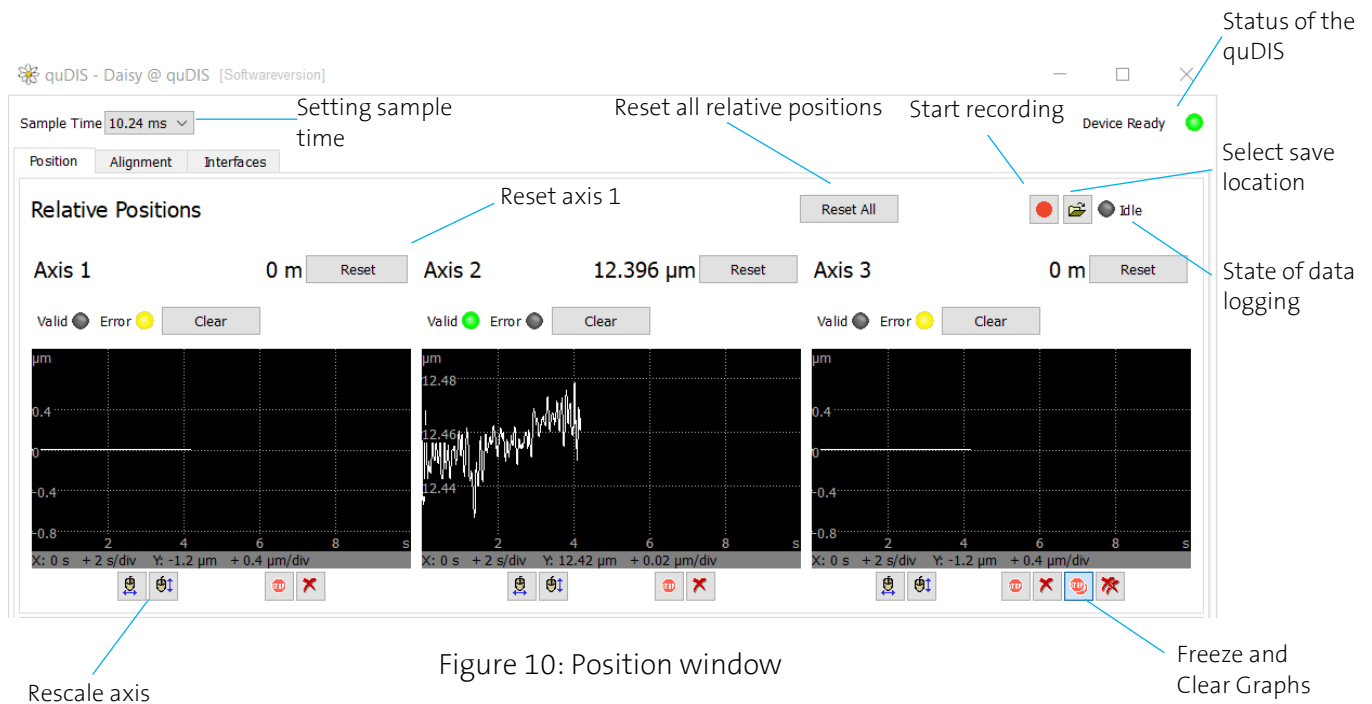 Status of the
quDIS
quDIS - Daisy @ quDIS [Softwareversion]
Sample Time 10.24 ms
Setting sample
time
Reset all relative positions
Start recording
Device Ready
Position Alignment Interfaces
Select save
location
Relative Positions
Reset axis 1
Reset All
Idle
Axis 1 0 m Reset
Axis 2 12.396 µm Reset
Axis 3 0 m Reset
State of data
logging
Valid Error Clear
Valid Error Clear
Valid Error Clear
µm
0.4
0
-0.4
-0.8
2 4 6 8 s
X: 0 s + 2 s/div Y: -1.2 µm + 0.4 µm/div
µm
12.48
12.46
12.44
2 4 6 8 s
X: 0 s + 2 s/div Y: 12.42 µm + 0.02 µm/div
µm
0.4
0
-0.4
-0.8
2 4 6 8 s
X: 0 s + 2 s/div Y: -1.2 µm + 0.4 µm/div
STOP
STOP
STOP
Rescale axis
Figure 10: Position window
Freeze and
Clear Graphs